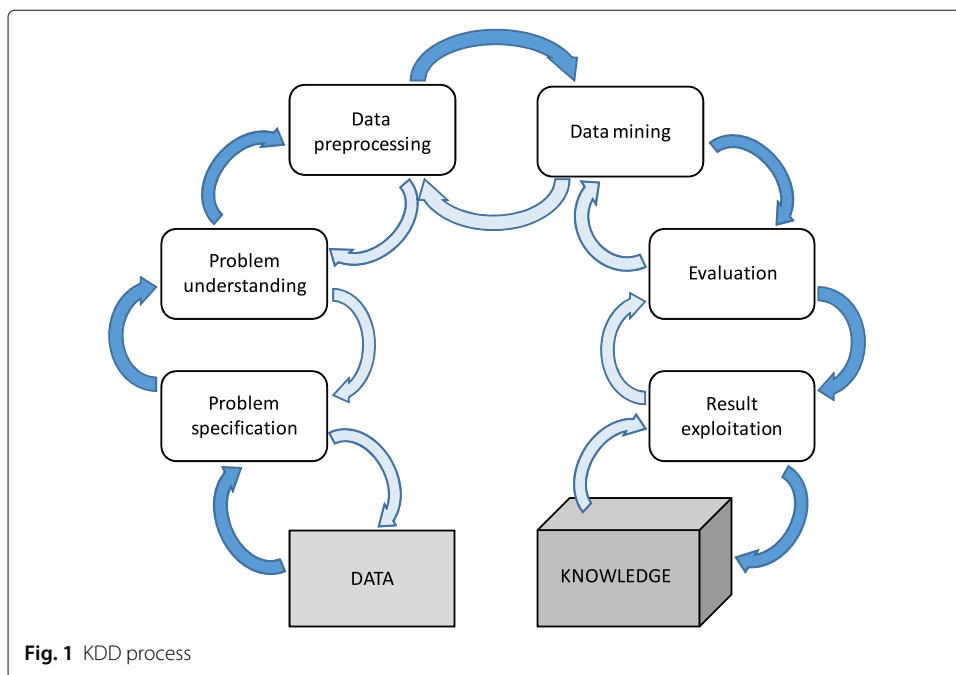 Data
preprocessing
Data mining
Problem
understanding
Evaluation
Problem
specification
Result
exploitation
DATA
KNOWLEDGE
Fig. 1 KDD process